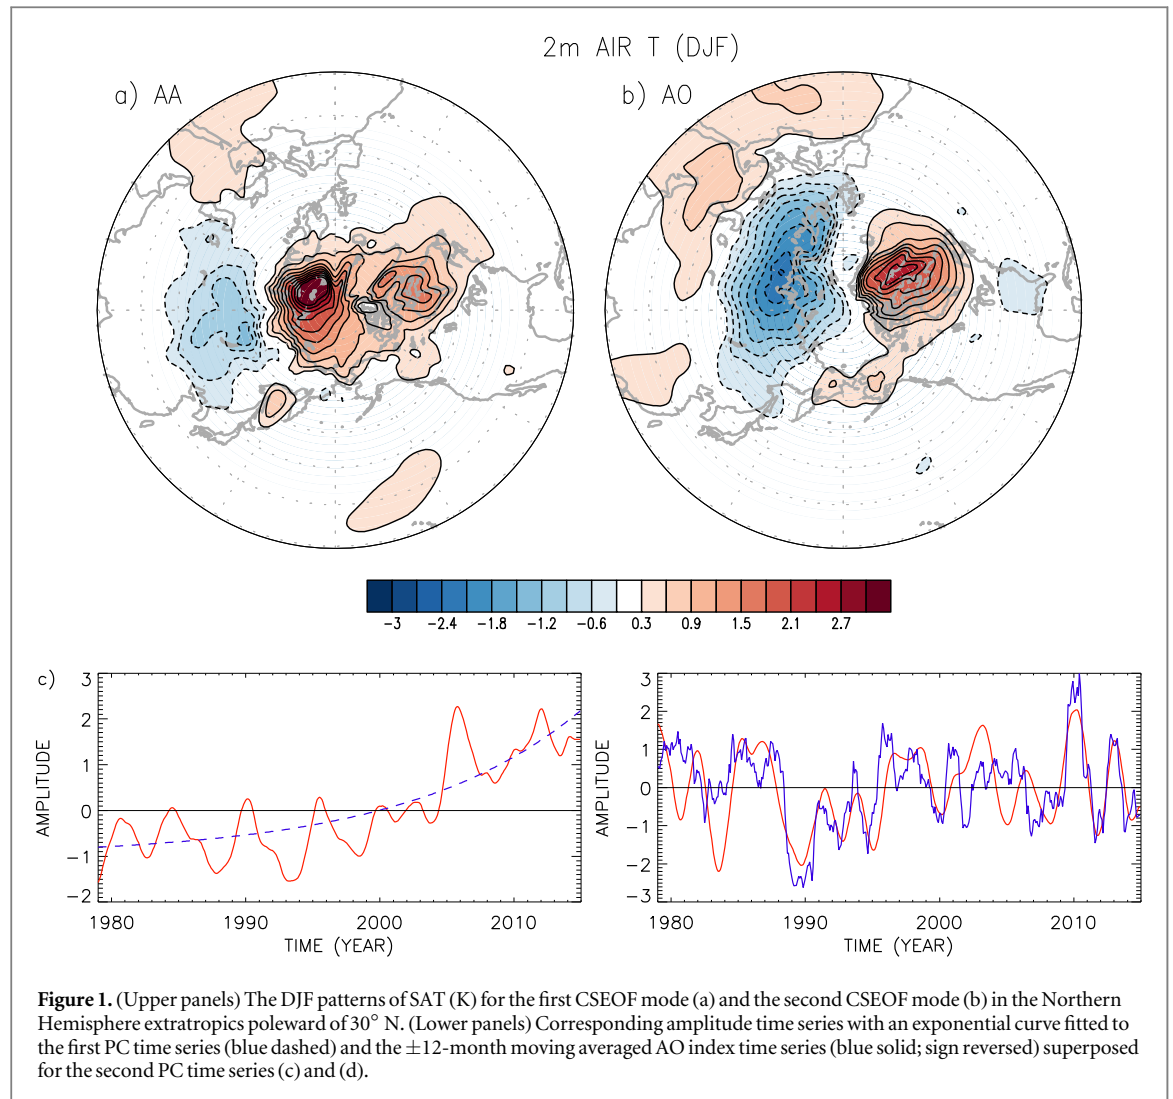 2m AIR T (DJF)
a) AA
b) AO
-3 -2.4 -1.8 -1.2 -0.6 0.3 0.9 1.5 2.1 2.7
c)
3
2
1
0
-1
-2
AMPLITUDE
1980 1990 2000 2010
TIME (YEAR)
3
2
1
0
-1
-2
-3
AMPLITUDE
1980 1990 2000 2010
TIME (YEAR)
Figure 1. (Upper panels) The DJF patterns of SAT (K) for the first CSEOF mode (a) and the second CSEOF mode (b) in the Northern
Hemisphere extratropics poleward of 30° N. (Lower panels) Corresponding amplitude time series with an exponential curve fitted to
the first PC time series (blue dashed) and the ±12-month moving averaged AO index time series (blue solid; sign reversed) superposed
for the second PC time series (c) and (d).